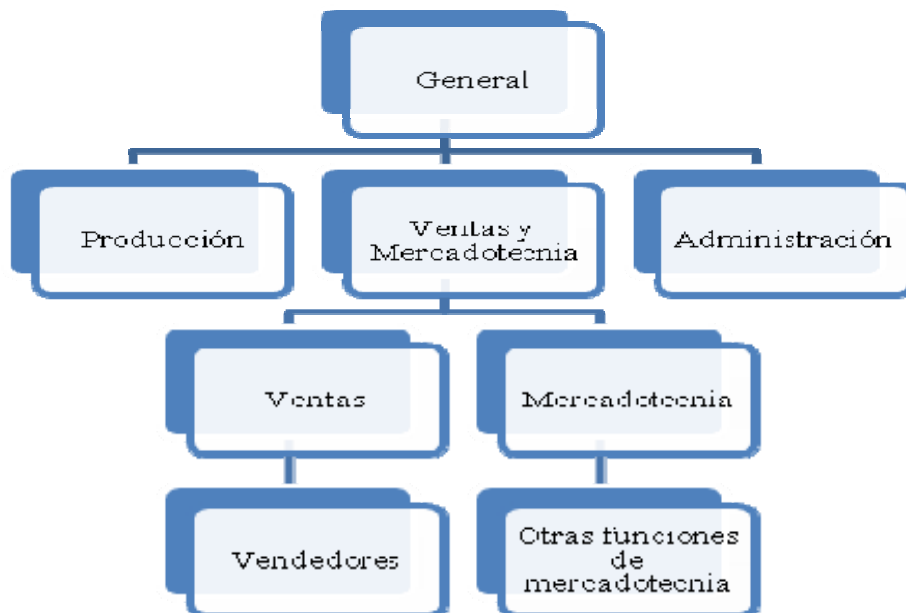 General
Producción
Ventas y
Mercadotecnia
Administración
Ventas
Mercadotecnia
Vendedores
Otras funciones
de
mercadotecnia